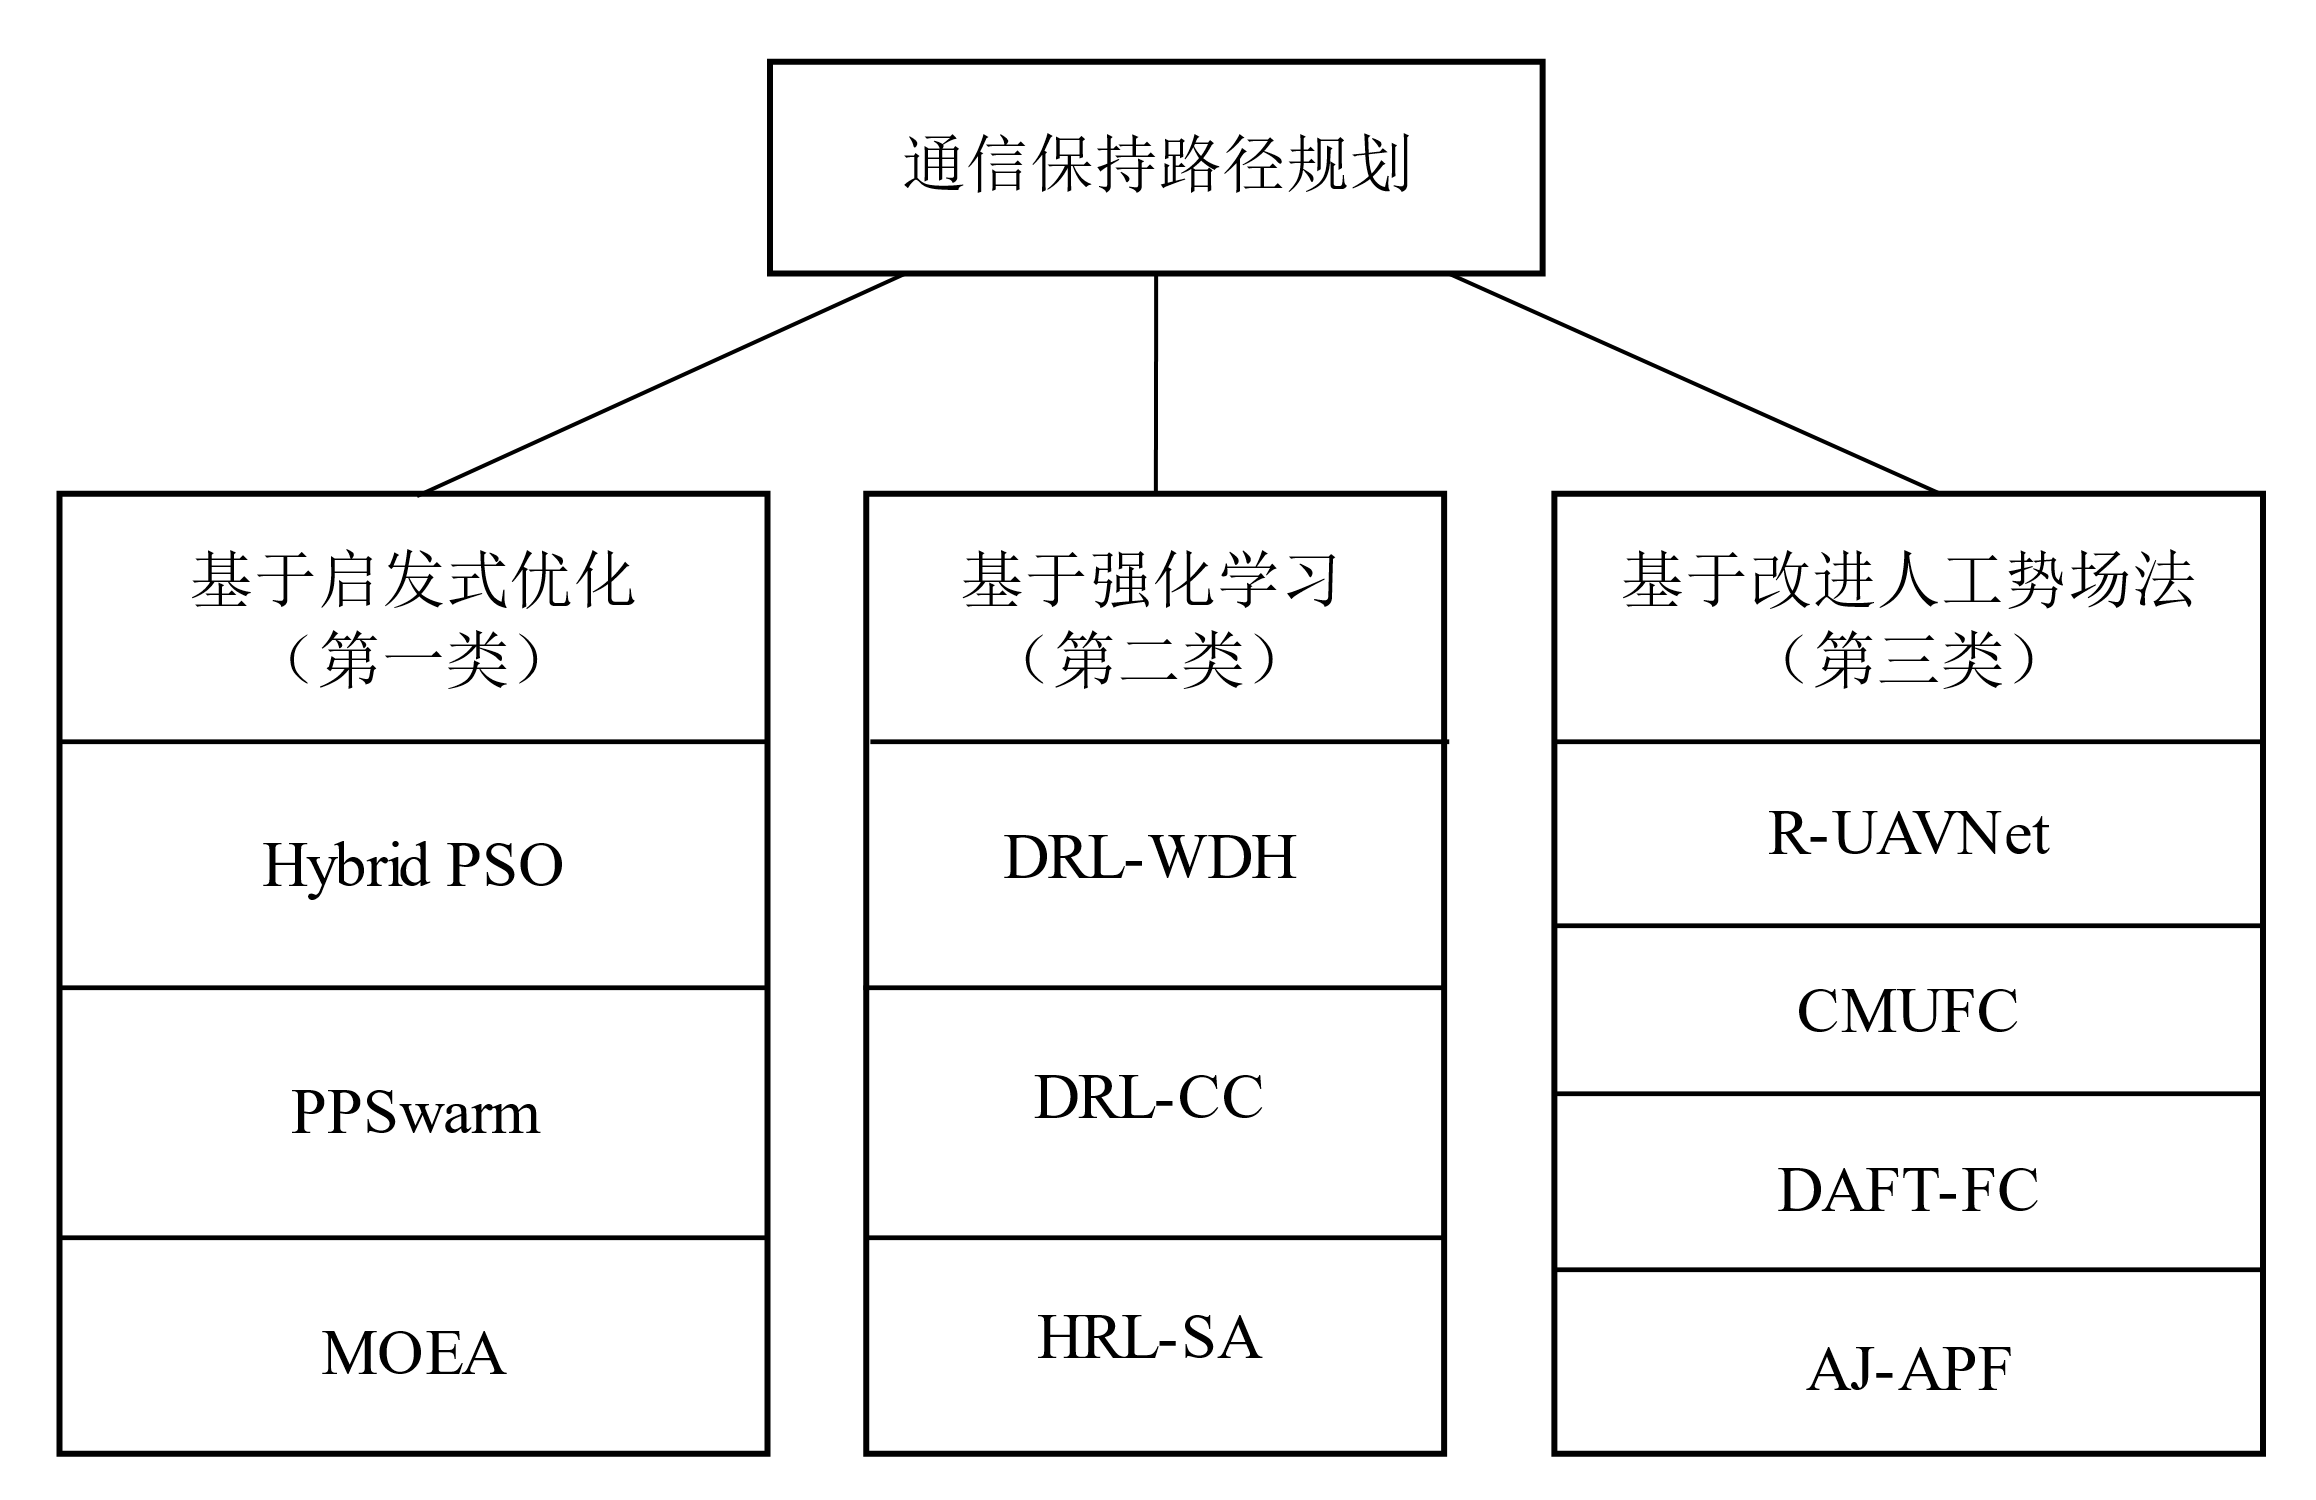 通信保持路径规划
基于启发式优化
（第一类）
Hybrid PSO
PPSwarm
MOEA
基于强化学习
（第二类）
DRL-WDH
DRL-CC
HRL-SA
基于改进人工势场法
（第三类）
R-UAVNet
CMUFC
DAFT-FC
AJ-APF